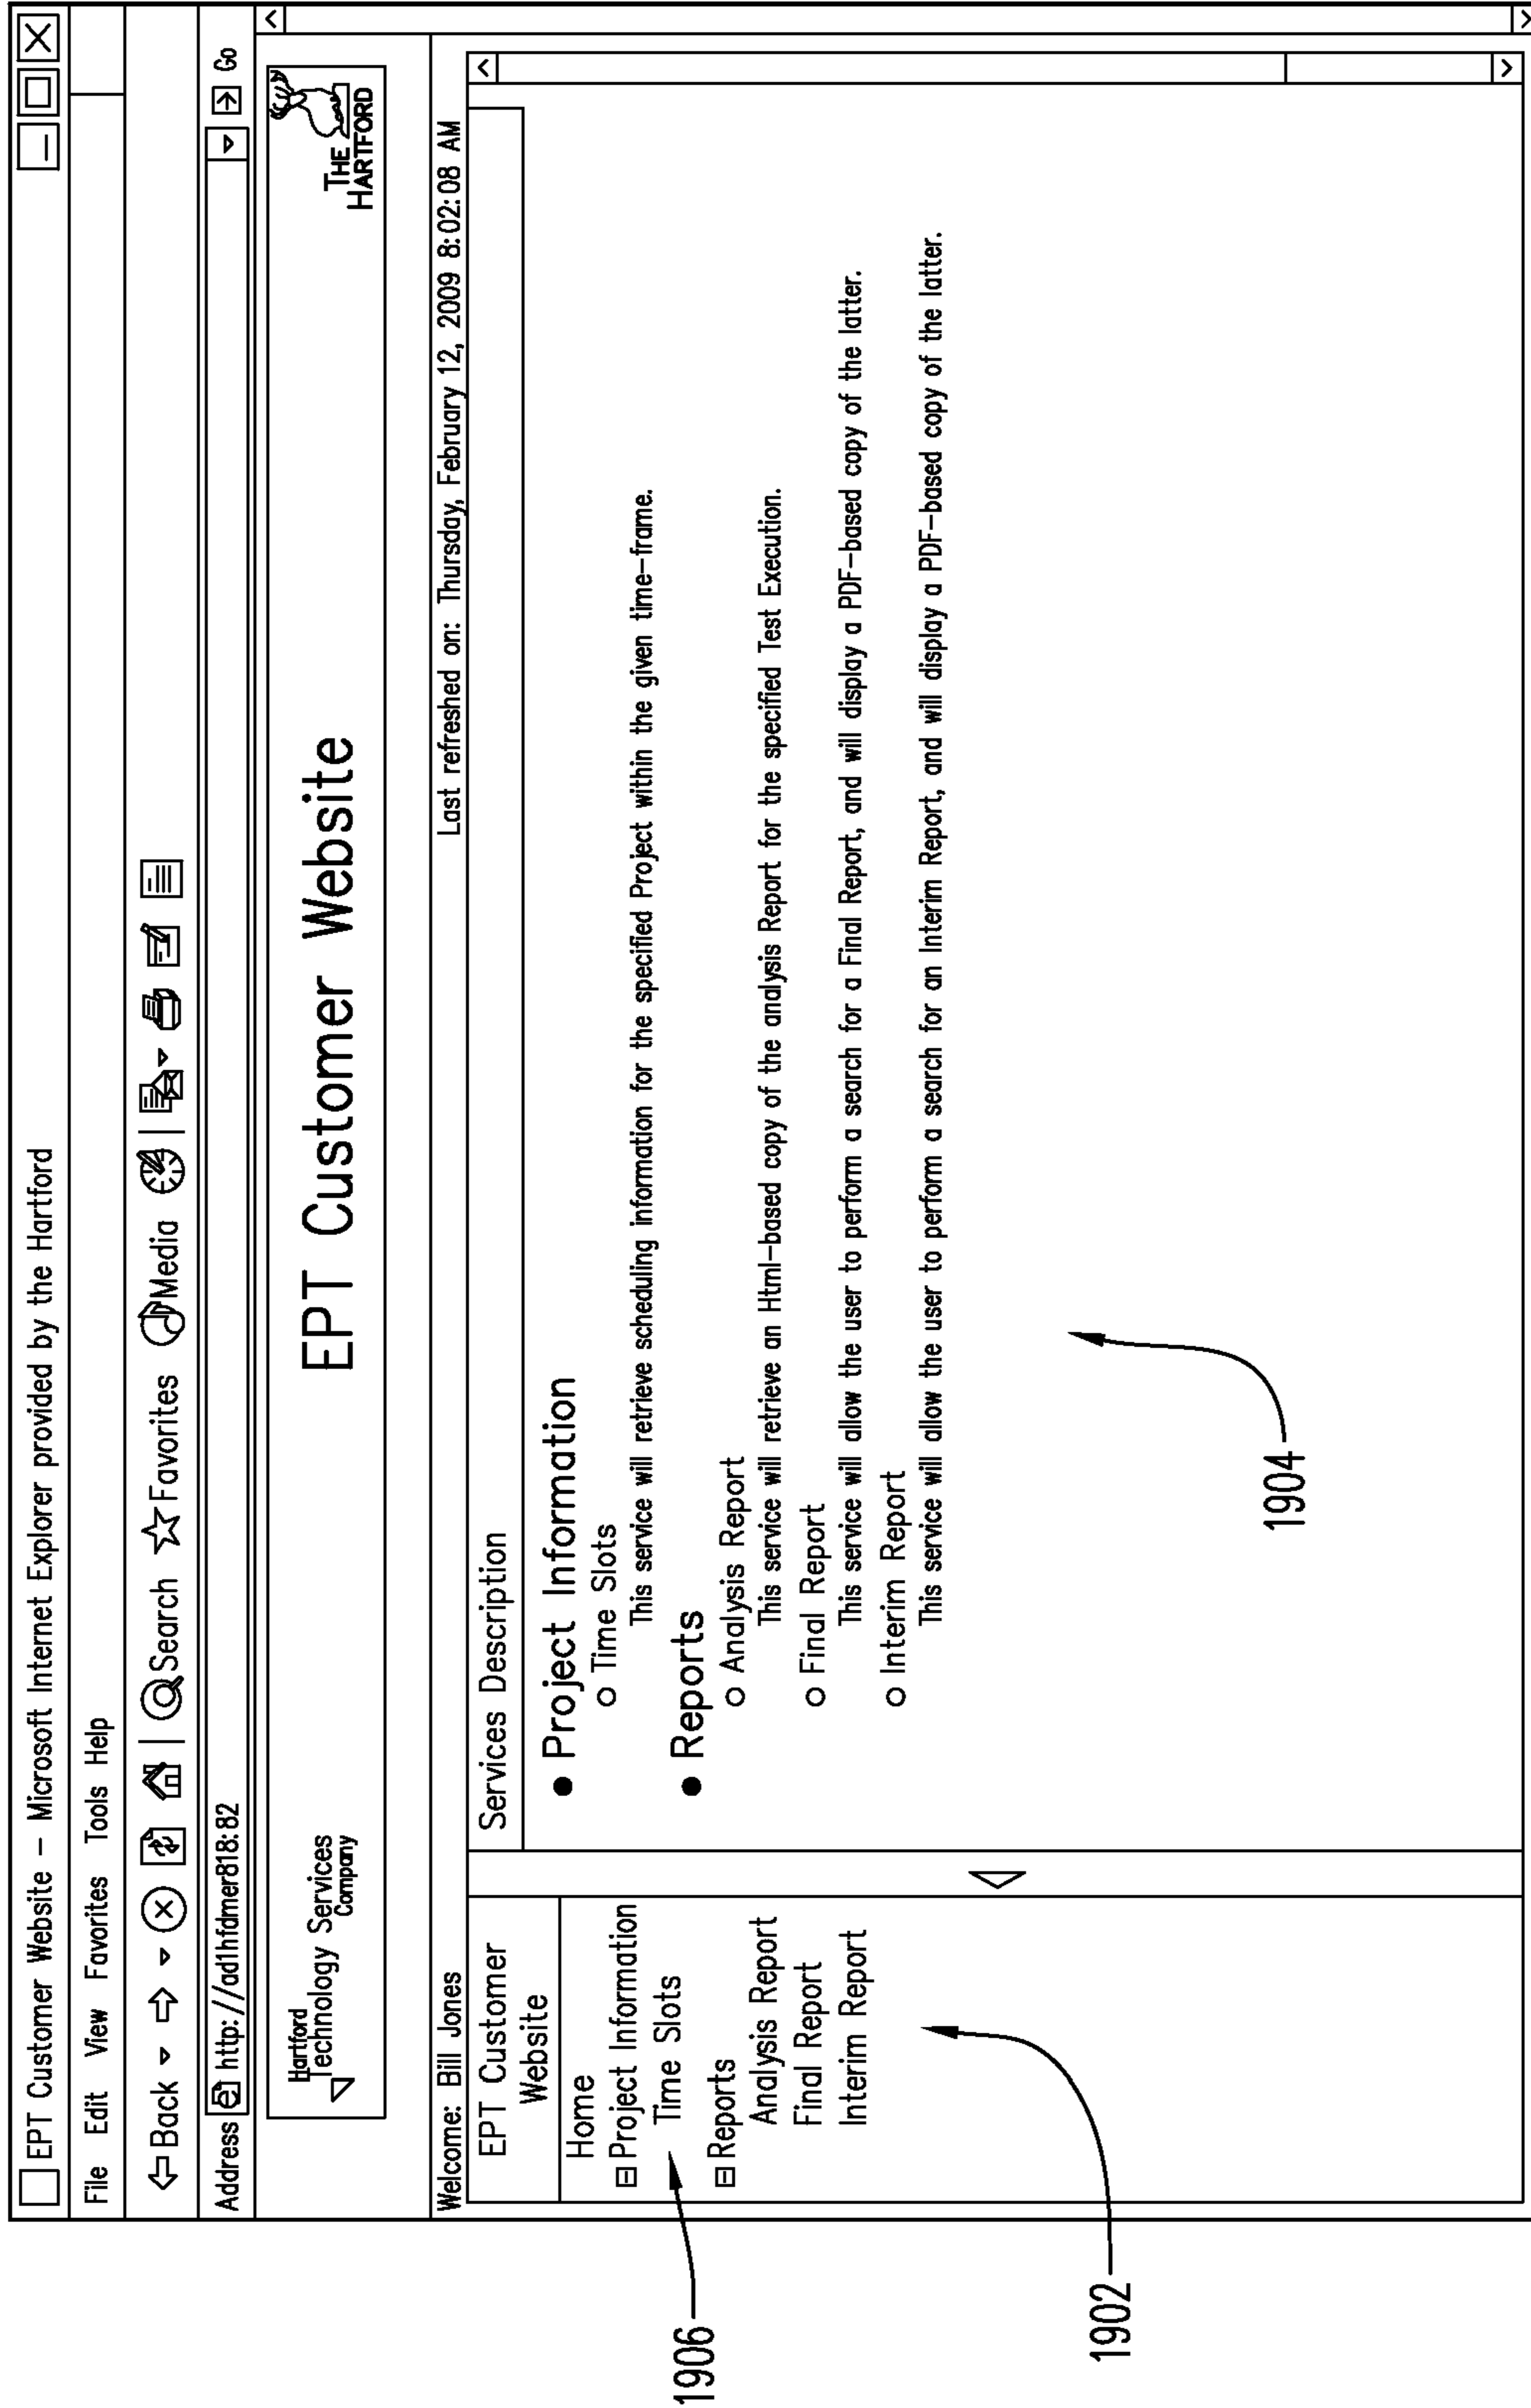 EPT Customer Website – Microsoft Internet Explorer provided by the Hartford
File Edit View Favorites Tools Help
Back Search Favorites Media
Address http://ad1hfdmer818:82 Go
Hartford
Technology Services
Company
EPT Customer Website
THE
HARTFORD
Welcome: Bill Jones Last refreshed on: Thursday, February 12, 2009 8:02:08 AM
EPT Customer
Website
Home
Project Information
Time Slots
Reports
Analysis Report
Final Report
Interim Report
Services Description
● Project Information
○ Time Slots
This service will retrieve scheduling information for the specified Project within the given time–frame.
● Reports
○ Analysis Report
This service will retrieve an Html–based copy of the analysis Report for the specified Test Execution.
○ Final Report
This service will allow the user to perform a search for a Final Report, and will display a PDF–based copy of the latter.
○ Interim Report
This service will allow the user to perform a search for an Interim Report, and will display a PDF–based copy of the latter.
1906
1902
1904